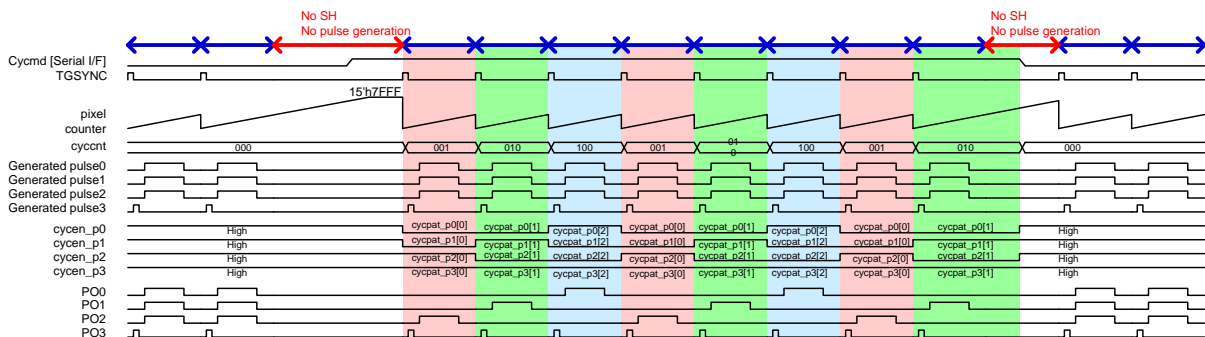 No SH
No pulse generation
No SH
No pulse generation
Cycmd [Serial I/F]
TGSYNC
15'h7FFF
pixel
counter
cyccnt 000 001 010 100 001 010 100 001 010 000
Generated pulse0
Generated pulse1
Generated pulse2
Generated pulse3
cycen_p0 High cycpat_p0[0] cycpat_p0[1] cycpat_p0[2] cycpat_p0[0] cycpat_p0[1] cycpat_p0[2] cycpat_p0[0] cycpat_p0[1] High
cycen_p1 High cycpat_p1[0] cycpat_p1[1] cycpat_p1[2] cycpat_p1[0] cycpat_p1[1] cycpat_p1[2] cycpat_p1[0] cycpat_p1[1] High
cycen_p2 High cycpat_p2[0] cycpat_p2[1] cycpat_p2[2] cycpat_p2[0] cycpat_p2[1] cycpat_p2[2] cycpat_p2[0] cycpat_p2[1] High
cycen_p3 High cycpat_p3[0] cycpat_p3[1] cycpat_p3[2] cycpat_p3[0] cycpat_p3[1] cycpat_p3[2] cycpat_p3[0] cycpat_p3[1] High
PO0
PO1
PO2
PO3